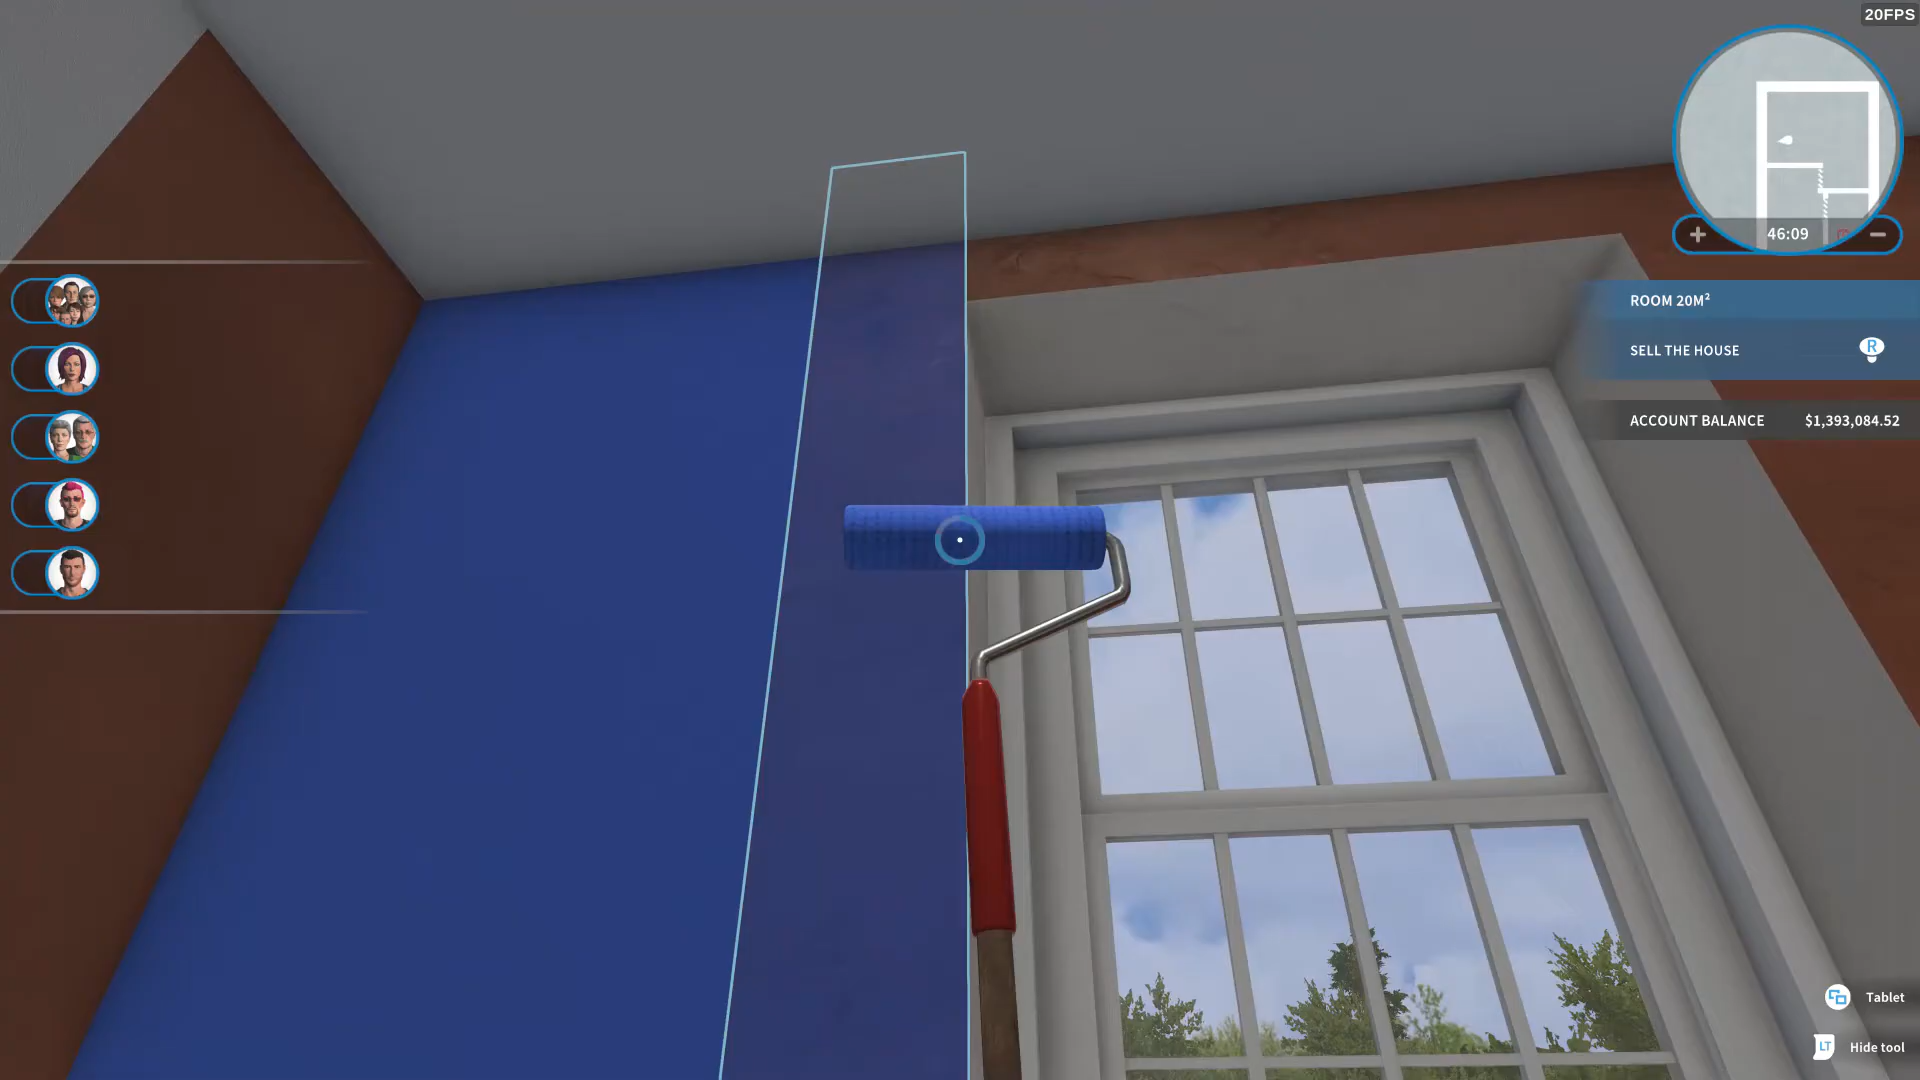 20FPS
46:09
ROOM 20M²
SELL THE HOUSE
R
ACCOUNT BALANCE $1,393,084.52
Tablet
LT
Hide tool